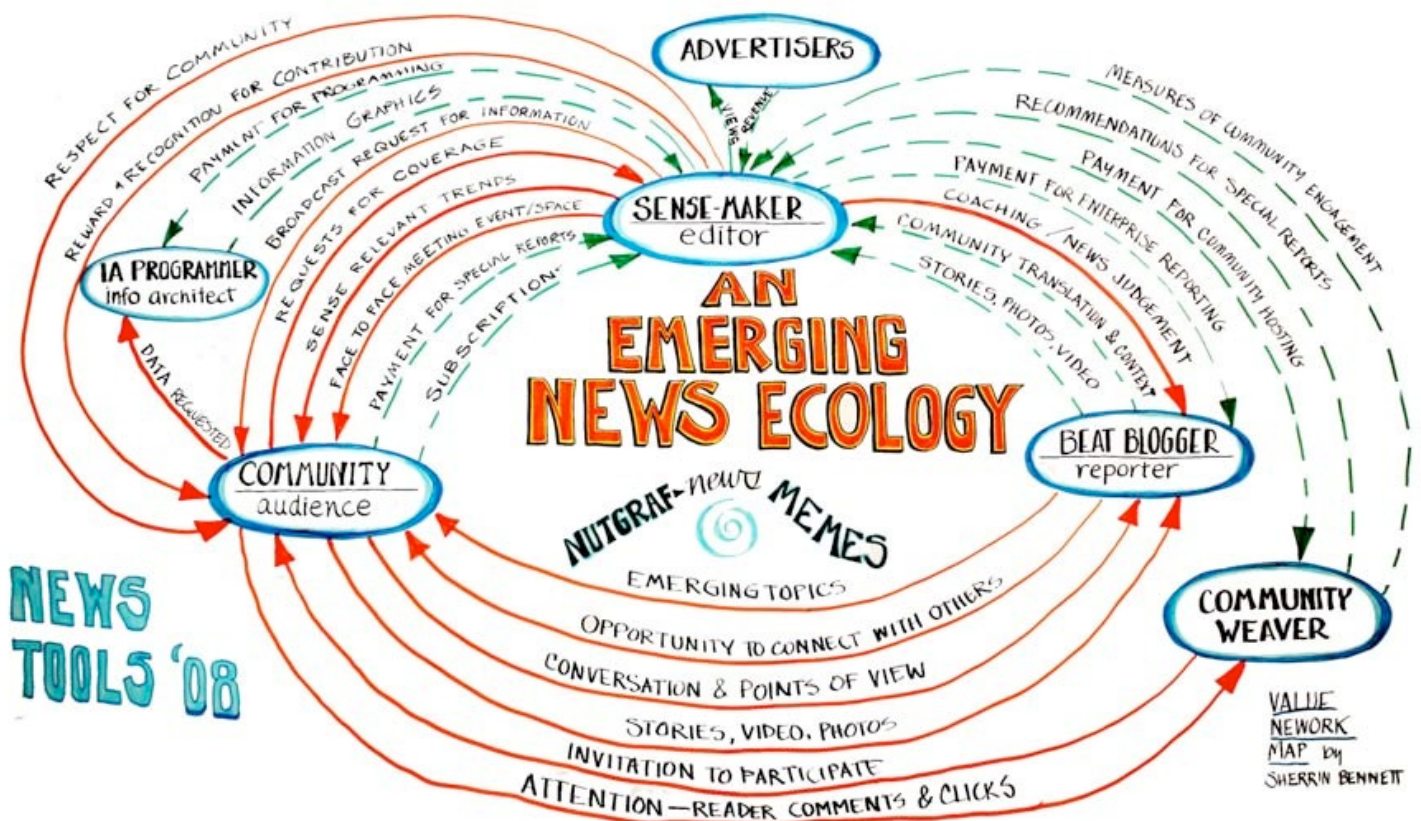 RESPECT FOR COMMUNITY
REWARD & RECOGNITION FOR CONTRIBUTION
PAYMENT FOR PROGRAMMING
INFORMATION GRAPHICS
BROADCAST REQUEST FOR INFORMATION
REQUESTS FOR COVERAGE
SENSE RELEVANT TRENDS
FACE TO FACE MEETING EVENT/SPACE
PAYMENT FOR SPECIAL REPORTS
SUBSCRIPTION
ADVERTISERS
VIEWS
REVENUE
SENSE-MAKER
editor
MEASURES OF COMMUNITY ENGAGEMENT
RECOMMENDATIONS FOR SPECIAL REPORTS
PAYMENT FOR COMMUNITY HOSTING
PAYMENT FOR ENTERPRISE REPORTING
COACHING / NEWS JUDGEMENT
COMMUNITY TRANSLATION & CONTEXT
STORIES, PHOTOS, VIDEO
IA PROGRAMMER
info architect
DATA REQUESTED
AN
EMERGING
NEWS ECOLOGY
COMMUNITY
audience
BEAT BLOGGER
reporter
NUTGRAF-news MEMES
COMMUNITY
WEAVER
EMERGING TOPICS
OPPORTUNITY TO CONNECT WITH OTHERS
CONVERSATION & POINTS OF VIEW
STORIES, VIDEO, PHOTOS
INVITATION TO PARTICIPATE
ATTENTION—READER COMMENTS & CLICKS
NEWS
TOOLS '08
VALUE
NEWORK
MAP by
SHERRIN BENNETT